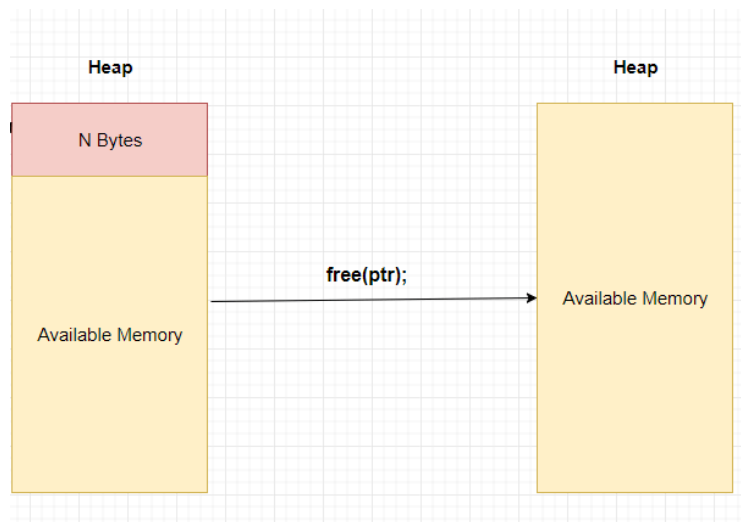 Heap
Heap
N Bytes
free(ptr);
Available Memory
Available Memory